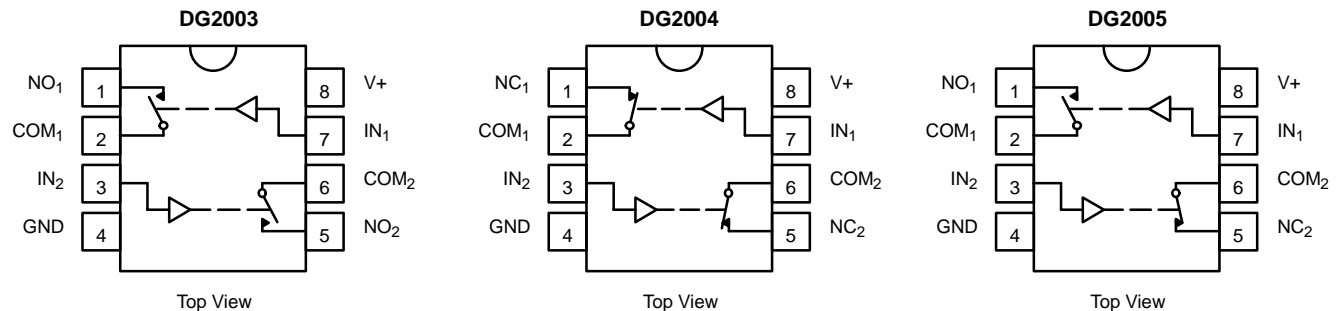 DG2003
NO1
1
8
V+
COM1
2
7
IN1
IN2
3
6
COM2
GND
4
5
NO2
Top View
DG2004
NC1
1
8
V+
COM1
2
7
IN1
IN2
3
6
COM2
GND
4
5
NC2
Top View
DG2005
NO1
1
8
V+
COM1
2
7
IN1
IN2
3
6
COM2
GND
4
5
NC2
Top View